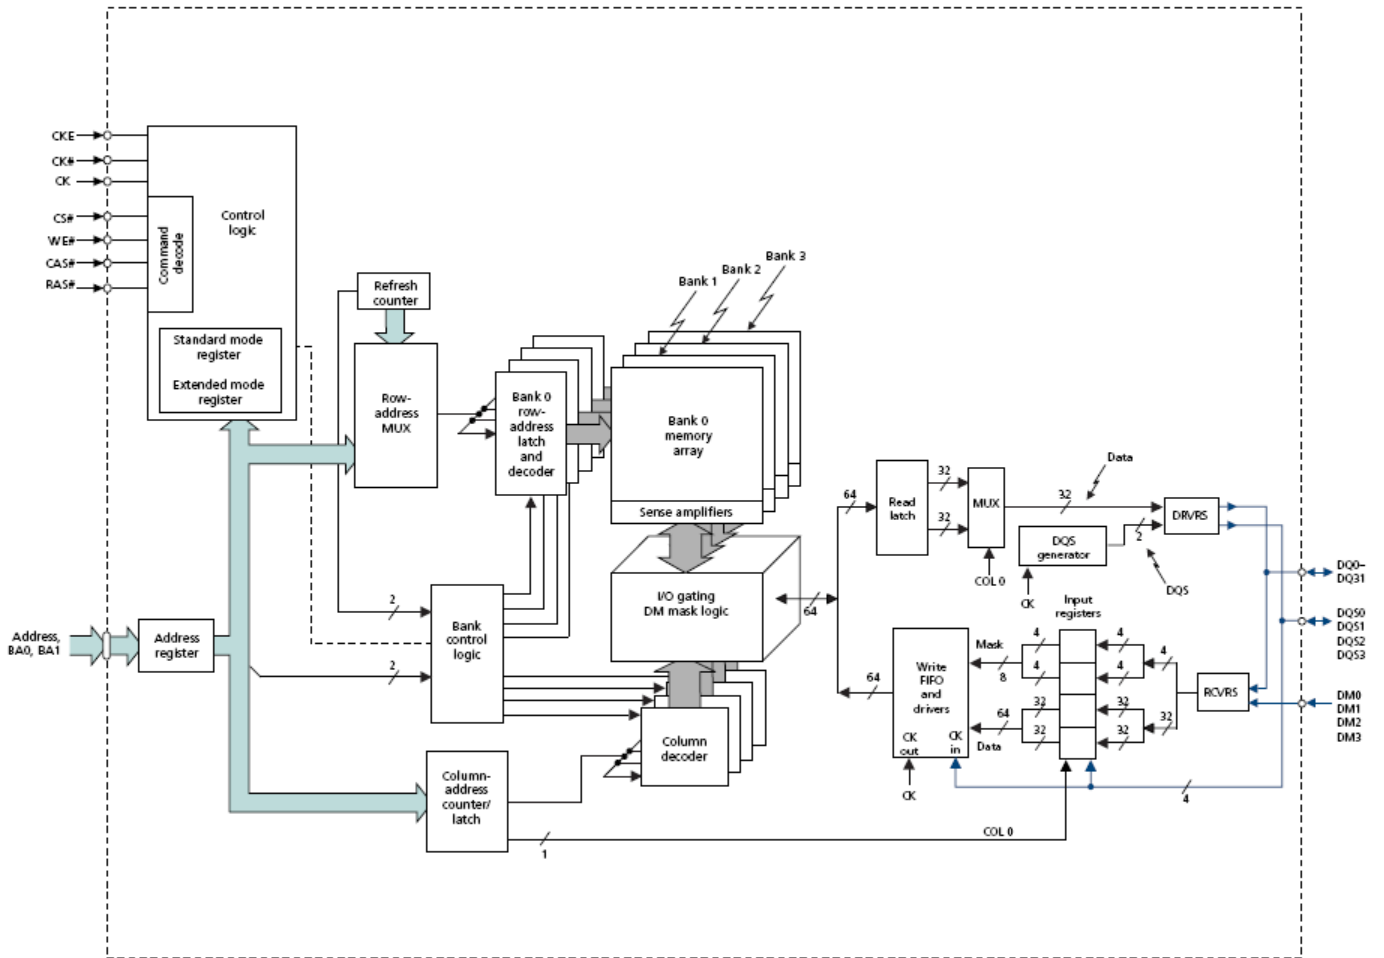 CKE
CK#
CK
CS#
WE#
CAS#
RAS#
Command
decode
Control
logic
Standard mode
register
Extended mode
register
Refresh
counter
Row-
address
MUX
Bank 0
row-
address
latch
and
decoder
Bank 1
Bank 2
Bank 3
Bank 0
memory
array
Sense amplifiers
I/O gating
DM mask logic
2
2
Bank
control
logic
Address,
BA0, BA1
Address
register
Column-
address
counter/
latch
Column
decoder
1
COL 0
64
64
64
Read
latch
32
32
MUX
COL 0
32
Data
DQS
generator
CK
2
DQS
DRVRS
Input
registers
Write
FIFO
and
drivers
CK
out
CK
in
CK
Mask
8
64
Data
4
4
32
32
4
4
32
32
4
32
RCVRS
4
DQ0–
DQ31
DQS0
DQS1
DQS2
DQS3
DM0
DM1
DM2
DM3